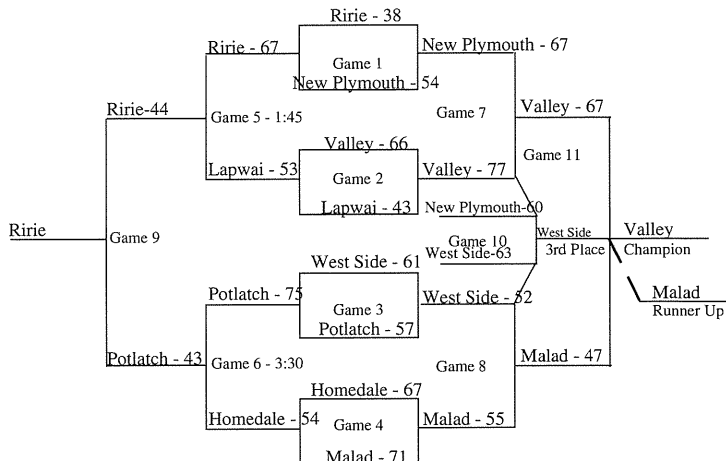 Ririe - 38
Ririe - 67
New Plymouth - 67
Game 1
New Plymouth - 54
Ririe-44
Game 5 - 1:45
Game 7
Valley - 67
Valley - 66
Lapwai - 53
Game 2
Valley - 77
Game 11
Lapwai - 43
New Plymouth-60
Ririe
Game 9
Game 10
West Side
Valley
3rd Place
Champion
West Side-63
West Side - 61
Potlatch - 75
Game 3
West Side - 52
Malad
Runner Up
Potlatch - 57
Potlatch - 43
Game 6 - 3:30
Game 8
Malad - 47
Homedale - 67
Homedale - 54
Game 4
Malad - 55
Malad - 71